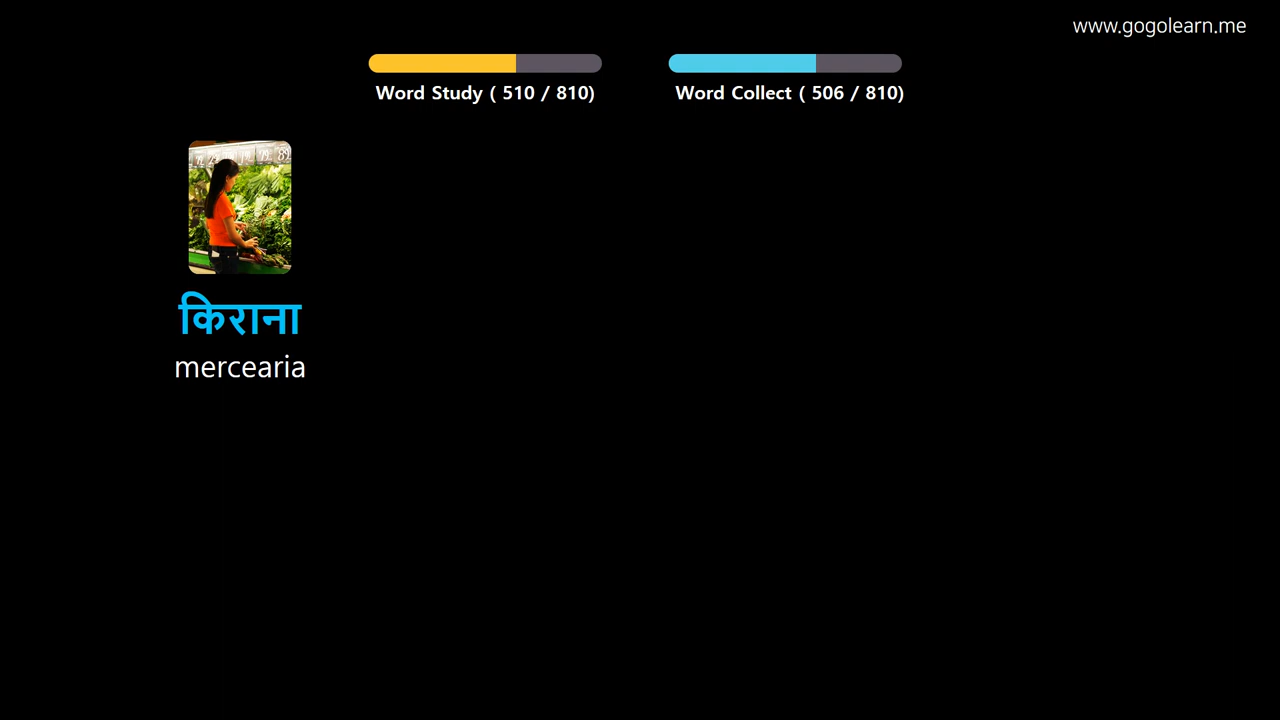 www.gogolearn.me
Word Study ( 510 / 810)
Word Collect ( 506 / 810)
किराना
mercearia